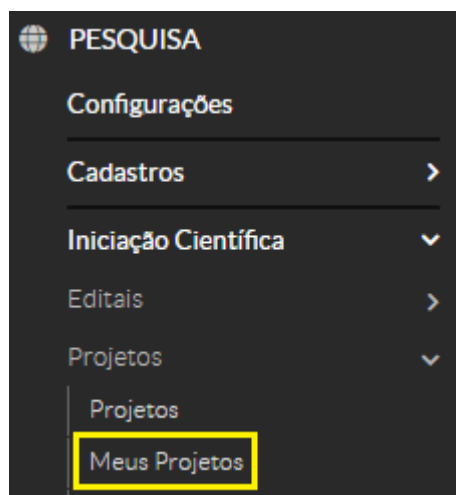 PESQUISA
Configurações
Cadastros
Iniciação Científica
Editais
Projetos
Projetos
Meus Projetos